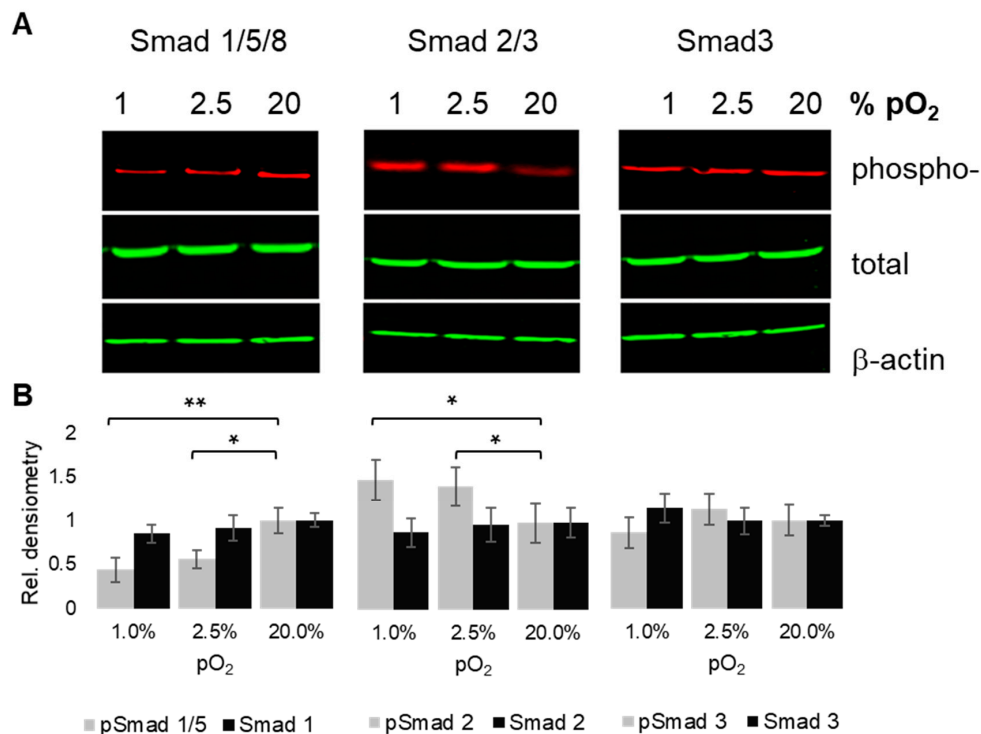 A
Smad 1/5/8 Smad 2/3 Smad3
1 2.5 20 1 2.5 20 1 2.5 20 % pO₂
phospho-
total
β-actin
B
** *
* *
2
1.5
1
0.5
0
Rel. densiometry
1.0% 2.5% 20.0% 1.0% 2.5% 20.0% 1.0% 2.5% 20.0%
pO₂ pO₂ pO₂
pSmad 1/5 Smad 1 pSmad 2 Smad 2 pSmad 3 Smad 3